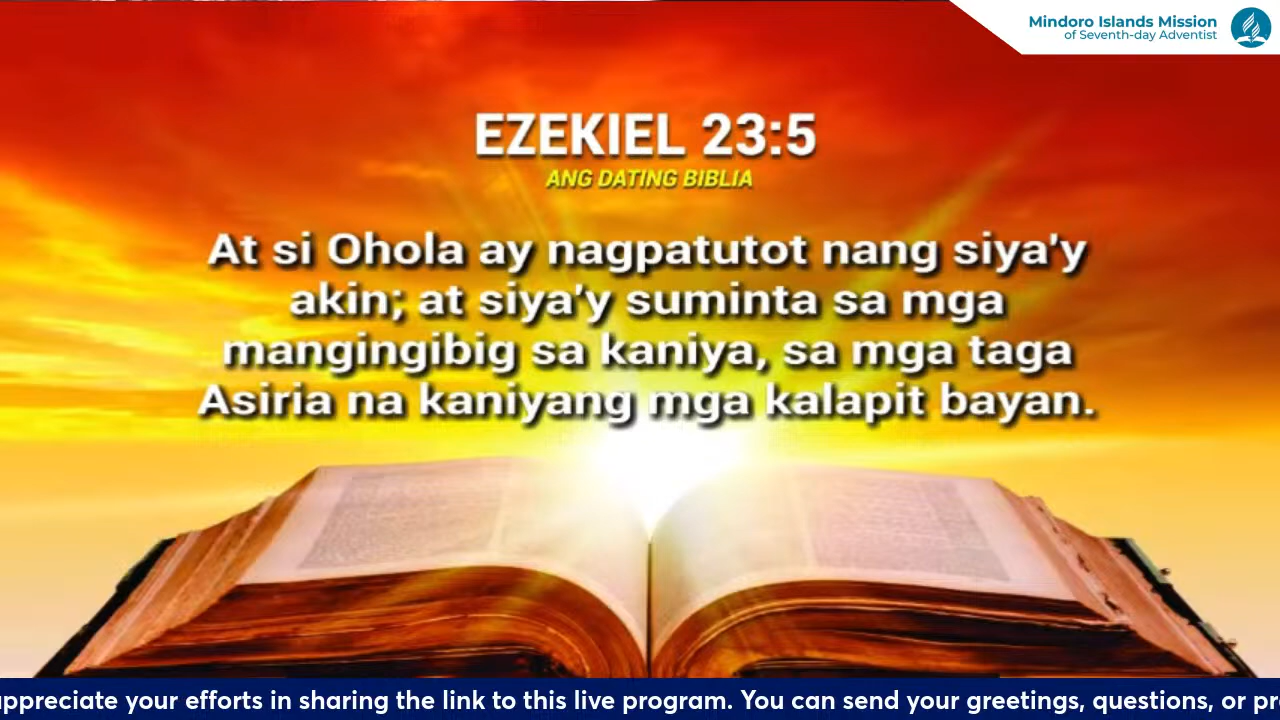 Mindoro Islands Mission
of Seventh-day Adventist
EZEKIEL 23:5
ANG DATING BIBLIA
At si Ohola ay nagpatutot nang siya'y
akin; at siya'y suminta sa mga
mangingibig sa kaniya, sa mga taga
Asiria na kaniyang mga kalapit bayan.
appreciate your efforts in sharing the link to this live program. You can send your greetings, questions, or